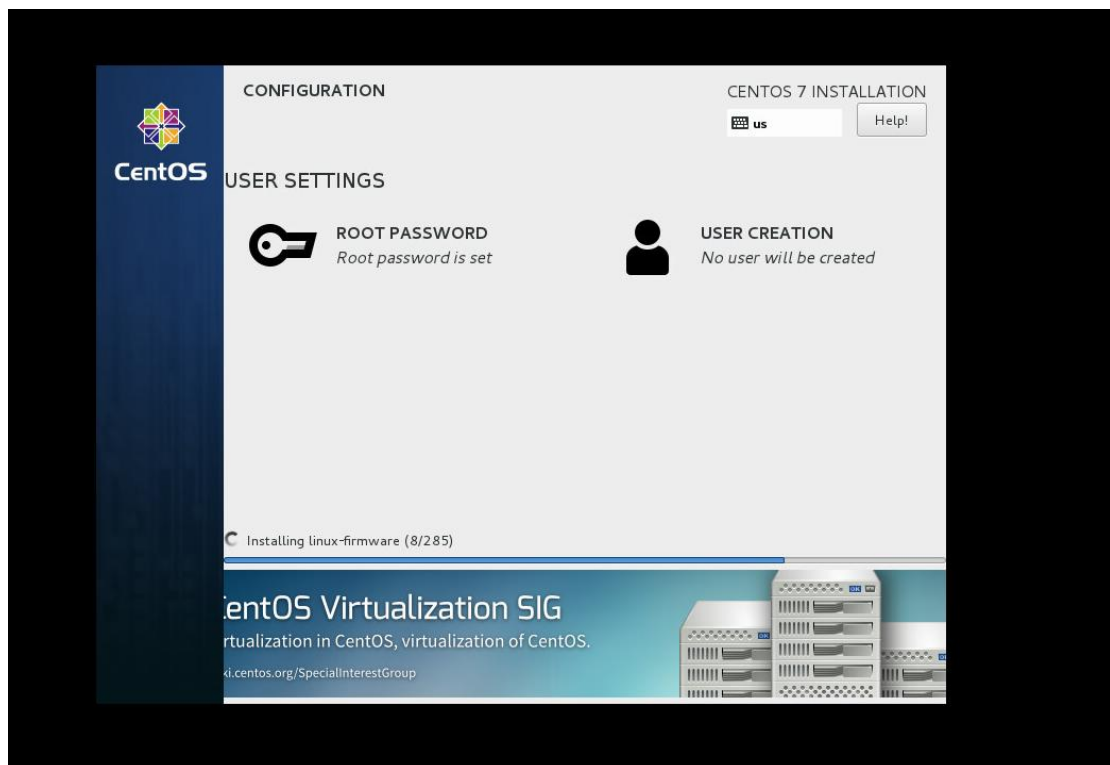 CONFIGURATION
CENTOS 7 INSTALLATION
us
Help!
CentOS
USER SETTINGS
ROOT PASSWORD
Root password is set
USER CREATION
No user will be created
Installing linux-firmware (8/285)
entOS Virtualization SIG
rtualization in CentOS, virtualization of CentOS.
ki.centos.org/SpecialInterestGroup